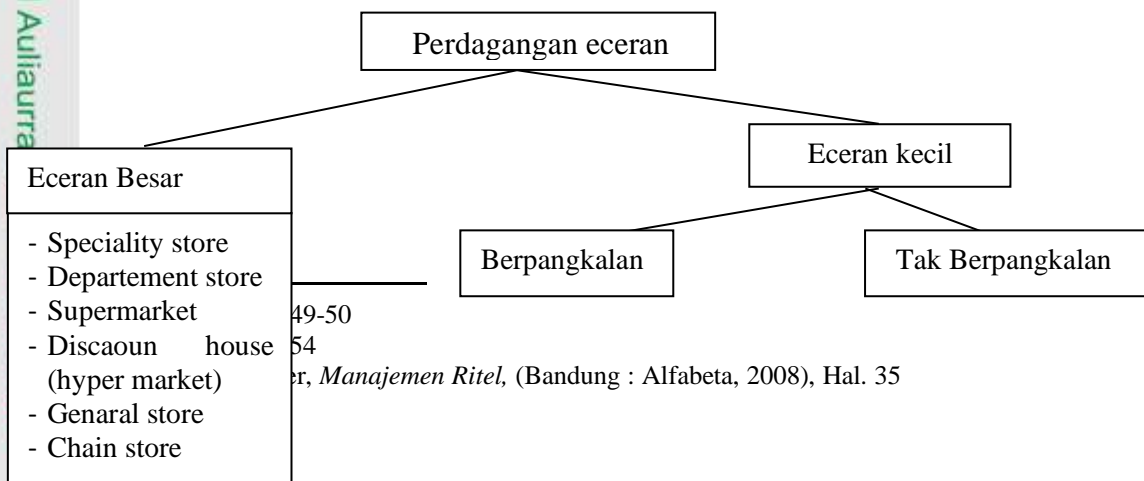 Auliaurra
Perdagangan eceran
Eceran kecil
Eceran Besar
- Speciality store
- Departement store
- Supermarket
- Discaoun house
(hyper market)
- Genaral store
- Chain store
Berpangkalan
Tak Berpangkalan
49-50
54
er, Manajemen Ritel, (Bandung : Alfabeta, 2008), Hal. 35